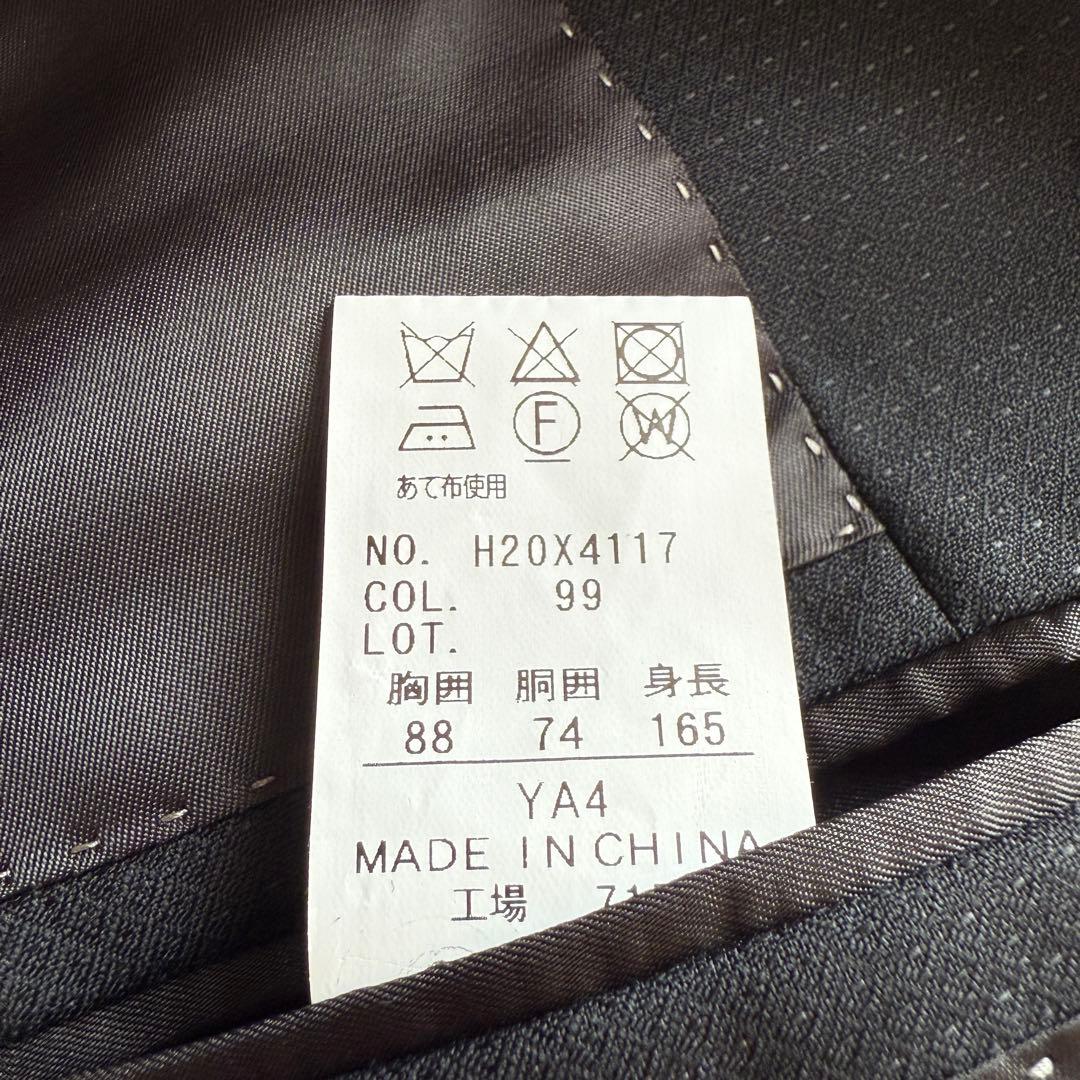 F W
あて布使用
NO. H20X4117
COL. 99
LOT.
胸囲 胴囲 身長
88 74 165
YA4
MADE IN CHINA
工場